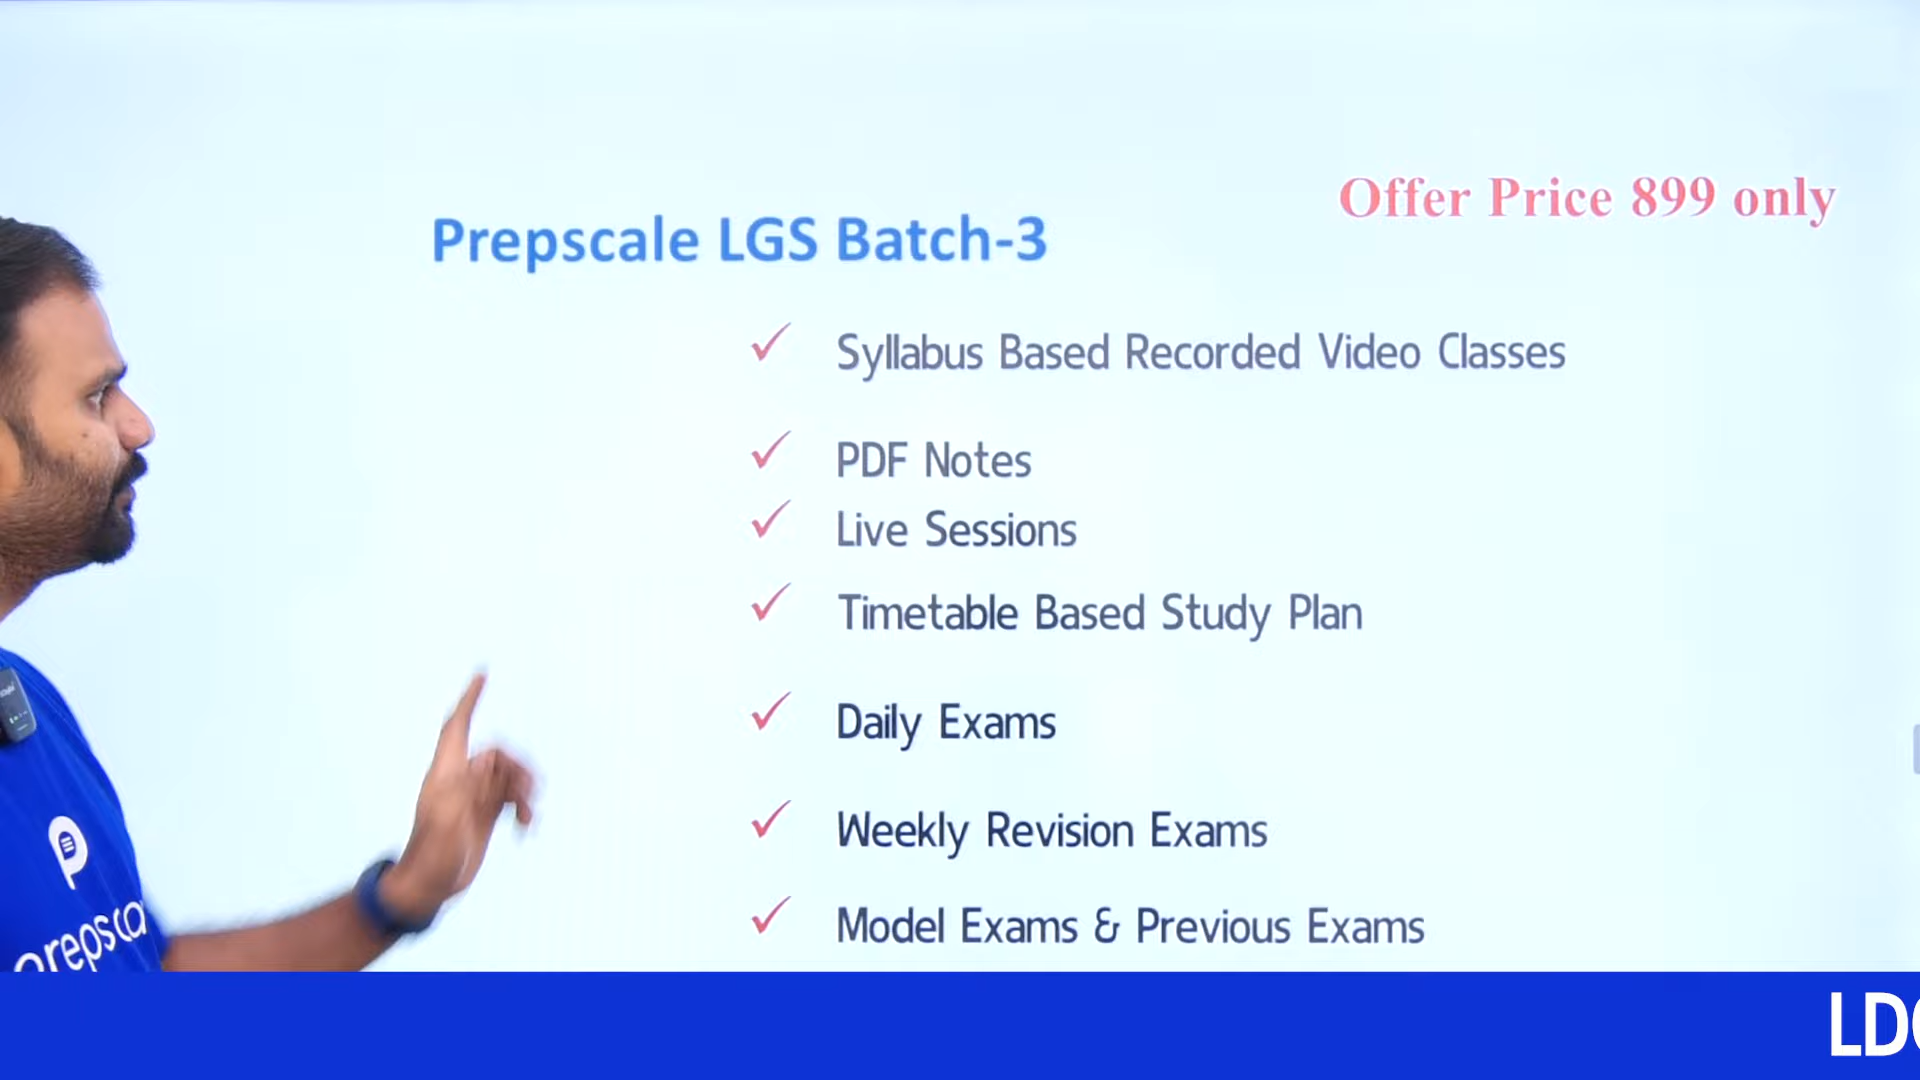 Offer Price 899 only
Prepscale LGS Batch-3
✓ Syllabus Based Recorded Video Classes
✓ PDF Notes
✓ Live Sessions
✓ Timetable Based Study Plan
✓ Daily Exams
✓ Weekly Revision Exams
✓ Model Exams & Previous Exams
prepsca